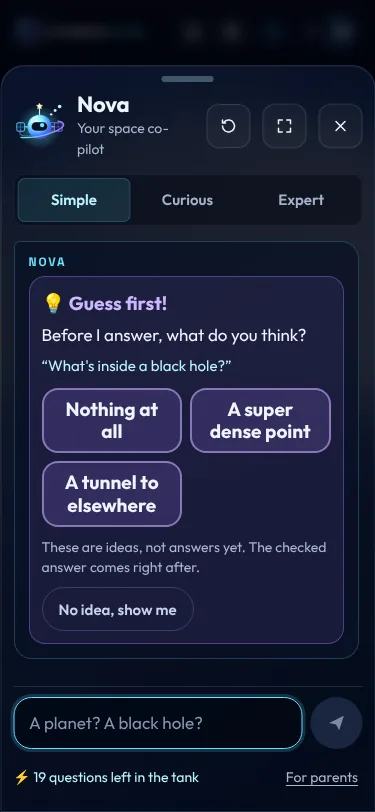 Nova
Your space co-
pilot
Simple
Curious
Expert
NOVA
💡 Guess first!
Before I answer, what do you think?
“What's inside a black hole?”
Nothing at
all
A super
dense point
A tunnel to
elsewhere
These are ideas, not answers yet. The checked
answer comes right after.
No idea, show me
A planet? A black hole?
⚡ 19 questions left in the tank
For parents